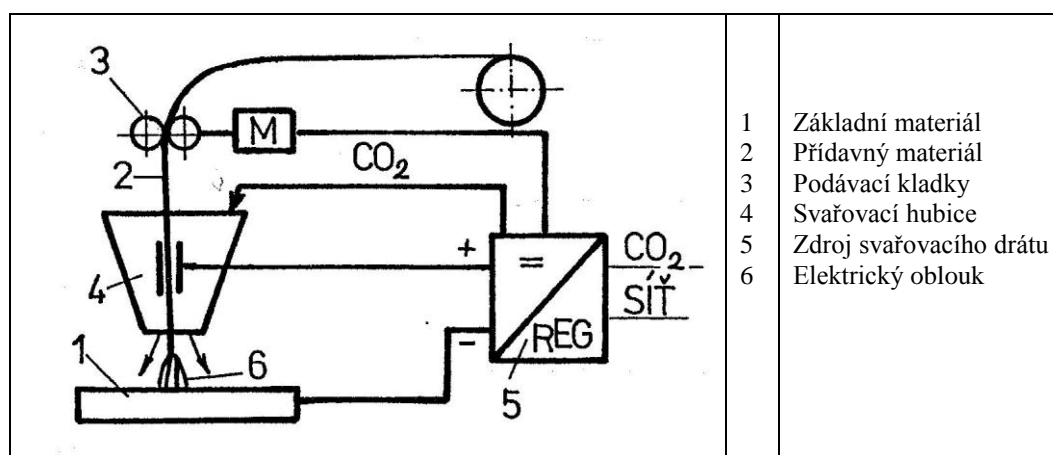 3
M
CO₂
2
+
=
CO₂
SÍŤ
4
-
REG
1
6
5
1 Základní materiál
2 Přídavný materiál
3 Podávací kladky
4 Svařovací hubice
5 Zdroj svařovacího drátu
6 Elektrický oblouk